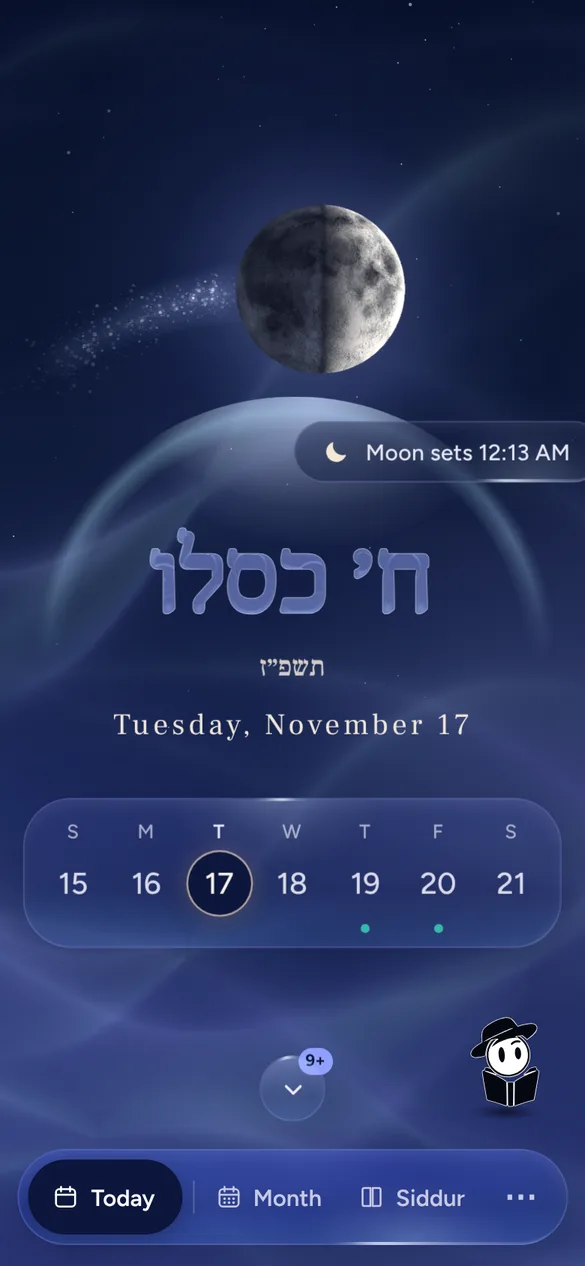 Moon sets 12:13 AM
ח׳ כסלו
תשפ״ז
Tuesday, November 17
S M T W T F S
15 16 17 18 19 20 21
9+
Today Month Siddur